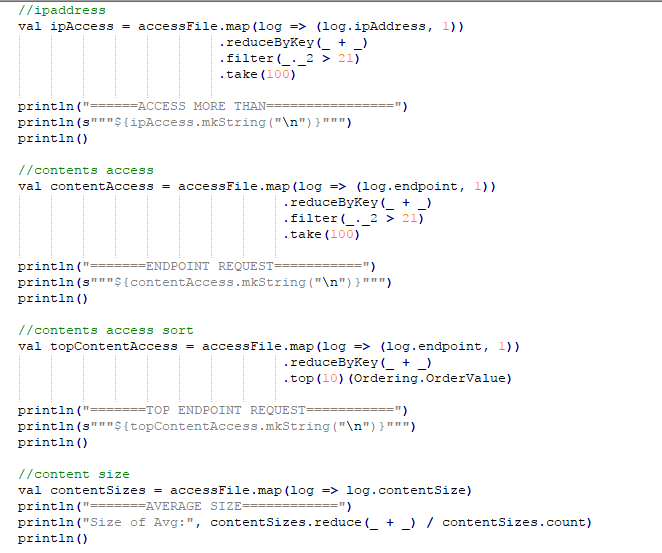 //ipaddress
val ipAccess = accessFile.map(log => (log.ipAddress, 1))
.reduceByKey(_ + _)
.filter(_._2 > 21)
.take(100)
println("======ACCESS MORE THAN================")
println(s"""${ipAccess.mkString("\n")}""")
println()
//contents access
val contentAccess = accessFile.map(log => (log.endpoint, 1))
.reduceByKey(_ + _)
.filter(_._2 > 21)
.take(100)
println("=======ENDPOINT REQUEST===========")
println(s"""${contentAccess.mkString("\n")}""")
println()
//contents access sort
val topContentAccess = accessFile.map(log => (log.endpoint, 1))
.reduceByKey(_ + _)
.top(10)(Ordering.OrderValue)
println("=======TOP ENDPOINT REQUEST===========")
println(s"""${topContentAccess.mkString("\n")}""")
println()
//content size
val contentSizes = accessFile.map(log => log.contentSize)
println("=======AVERAGE SIZE============")
println("Size of Avg:", contentSizes.reduce(_ + _) / contentSizes.count)
println()